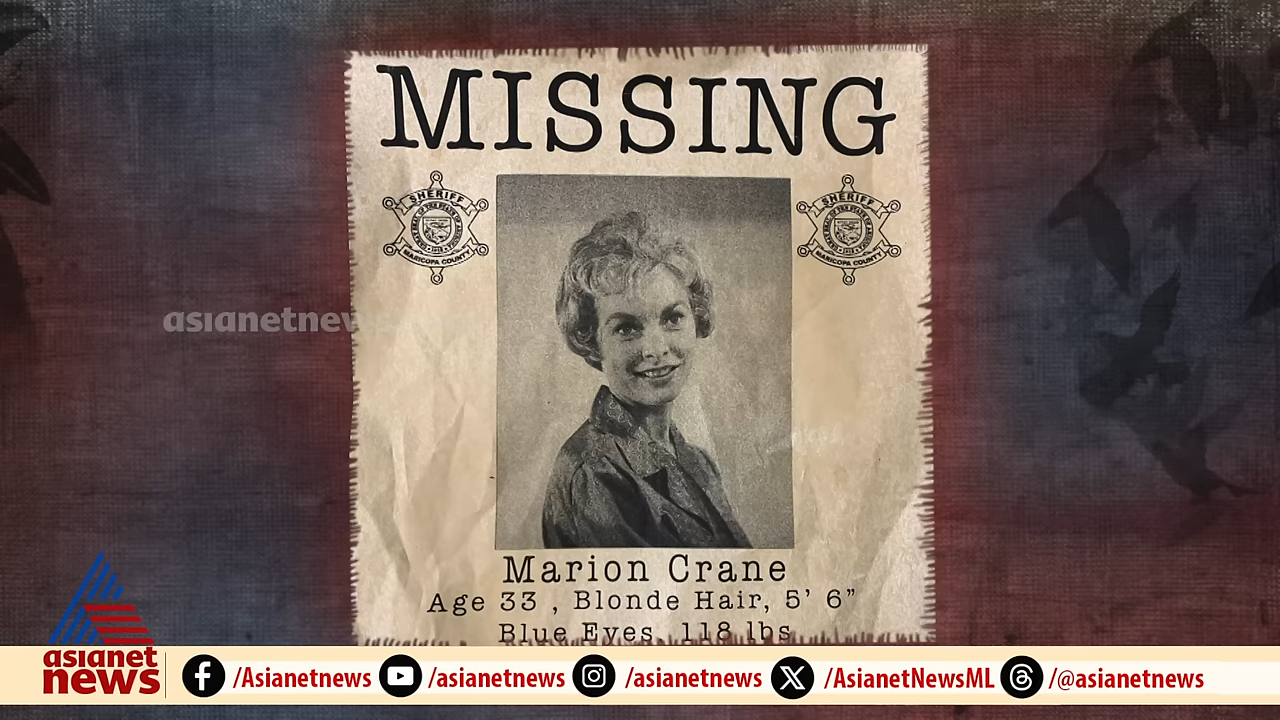 MISSING
SHERIFF
MARICOPA COUNTY
SHERIFF
MARICOPA COUNTY
asianetnews
Marion Crane
Age 33 , Blonde Hair, 5’ 6”
Blue Eyes, 118 lbs
asianet
news
/Asianetnews
/asianetnews
/asianetnews
/AsianetNewsML
/@asianetnews